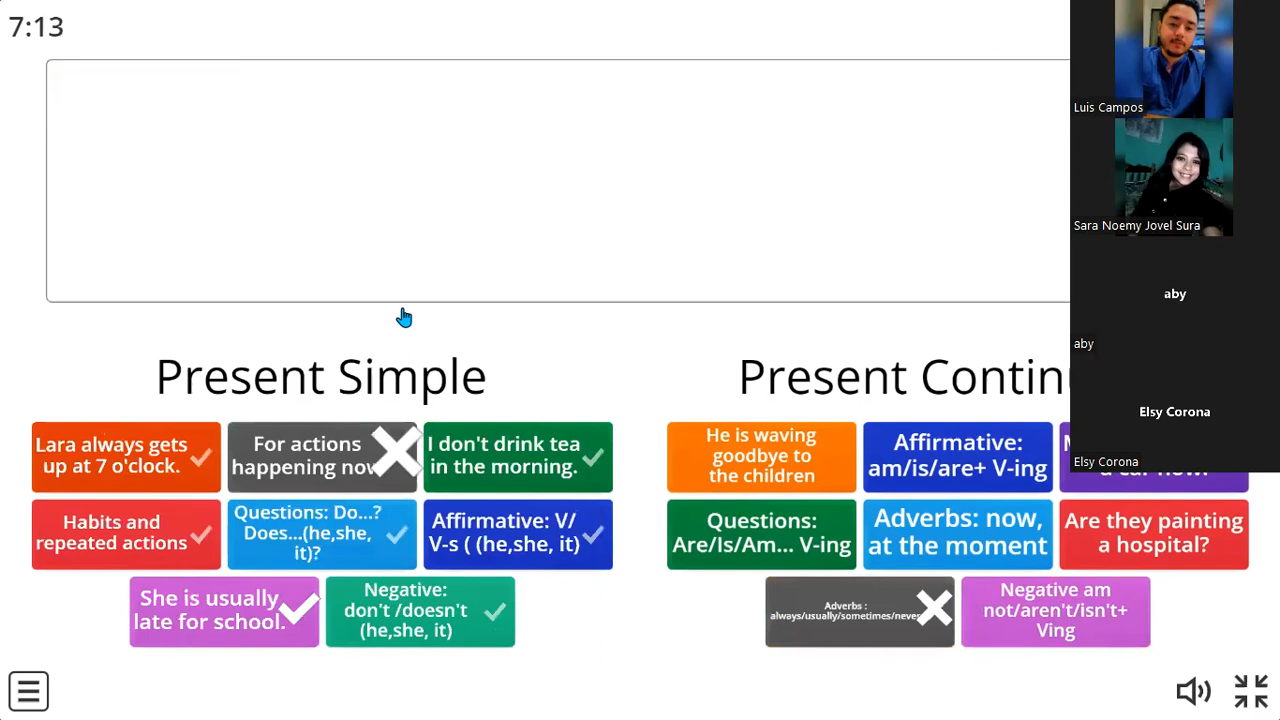 7:13
Luis Campos
Sara Noemy Jovel Sura
aby
aby
Elsy Corona
Elsy Corona
Present Simple
Lara always gets
up at 7 o'clock.
For actions
happening now
I don't drink tea
in the morning.
Habits and
repeated actions
Questions: Do...?
Does...(he,she,
it)?
Affirmative: V/
V-s ( (he,she, it)
She is usually
late for school.
Negative:
don't /doesn't
(he,she, it)
Present Contin
He is waving
goodbye to
the children
Affirmative:
am/is/are+ V-ing
Questions:
Are/Is/Am... V-ing
Adverbs: now,
at the moment
Are they painting
a hospital?
Adverbs :
always/usually/sometimes/never
Negative am
not/aren't/isn't+
Ving